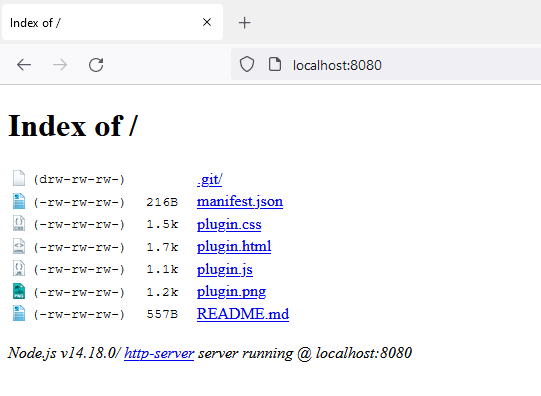 Index of /
localhost:8080
Index of /
(drw-rw-rw-) .git/
(-rw-rw-rw-) 216B manifest.json
(-rw-rw-rw-) 1.5k plugin.css
(-rw-rw-rw-) 1.7k plugin.html
(-rw-rw-rw-) 1.1k plugin.js
(-rw-rw-rw-) 1.2k plugin.png
(-rw-rw-rw-) 557B README.md
Node.js v14.18.0/ http-server server running @ localhost:8080